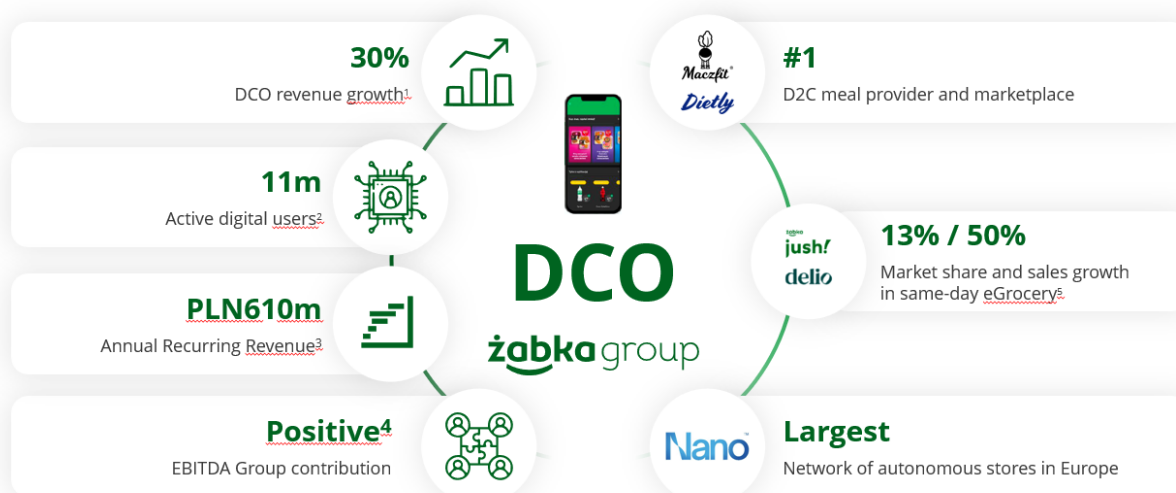 30%
DCO revenue growth¹
11m
Active digital users²
PLN610m
Annual Recurring Revenue³
Positive⁴
EBITDA Group contribution
DCO
żabka group
Maczfit®
Dietly
#1
D2C meal provider and marketplace
żabka
jush!
delio
13% / 50%
Market share and sales growth
in same-day eGrocery⁵
Nano
Largest
Network of autonomous stores in Europe